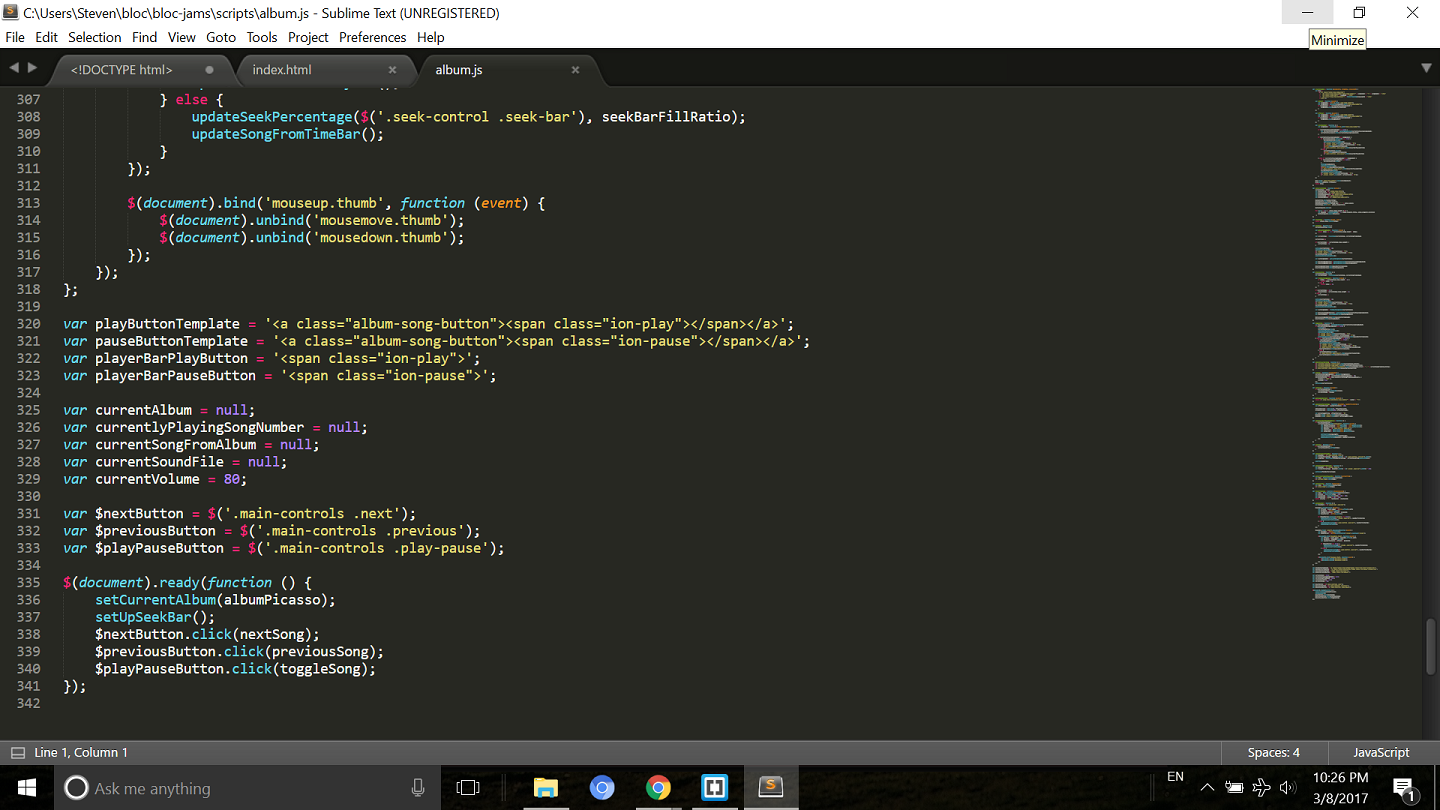 C:\Users\Steven\bloc\bloc-jams\scripts\album.js - Sublime Text (UNREGISTERED)
File Edit Selection Find View Goto Tools Project Preferences Help
Minimize
<!DOCTYPE html> index.html album.js
307             } else {
308                 updateSeekPercentage($('.seek-control .seek-bar'), seekBarFillRatio);
309                 updateSongFromTimeBar();
310             }
311         });
312
313         $(document).bind('mouseup.thumb', function (event) {
314             $(document).unbind('mousemove.thumb');
315             $(document).unbind('mousedown.thumb');
316         });
317     });
318 };
319
320 var playButtonTemplate = '<a class="album-song-button"><span class="ion-play"></span></a>';
321 var pauseButtonTemplate = '<a class="album-song-button"><span class="ion-pause"></span></a>';
322 var playerBarPlayButton = '<span class="ion-play">';
323 var playerBarPauseButton = '<span class="ion-pause">';
324
325 var currentAlbum = null;
326 var currentlyPlayingSongNumber = null;
327 var currentSongFromAlbum = null;
328 var currentSoundFile = null;
329 var currentVolume = 80;
330
331 var $nextButton = $('.main-controls .next');
332 var $previousButton = $('.main-controls .previous');
333 var $playPauseButton = $('.main-controls .play-pause');
334
335 $(document).ready(function () {
336     setCurrentAlbum(albumPicasso);
337     setUpSeekBar();
338     $nextButton.click(nextSong);
339     $previousButton.click(previousSong);
340     $playPauseButton.click(toggleSong);
341 });
342
Line 1, Column 1 Spaces: 4 JavaScript
Ask me anything
EN
10:26 PM
3/8/2017
1